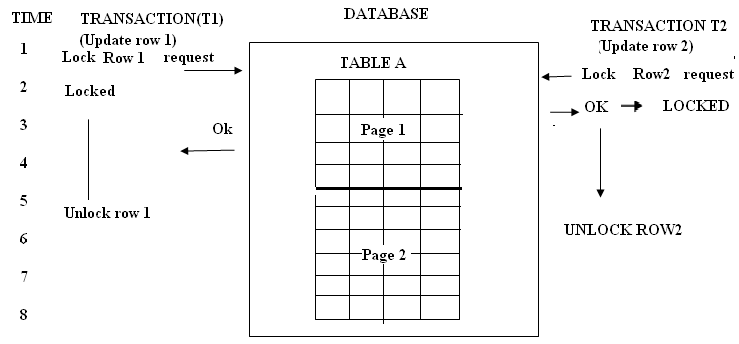 TIME
TRANSACTION(T1)
(Update row 1)
DATABASE
TRANSACTION T2
(Update row 2)
1
Lock Row 1 request
TABLE A
Lock Row2 request
2
Locked
OK
LOCKED
3
Ok
Page 1
4
5
Unlock row 1
UNLOCK ROW2
6
Page 2
7
8